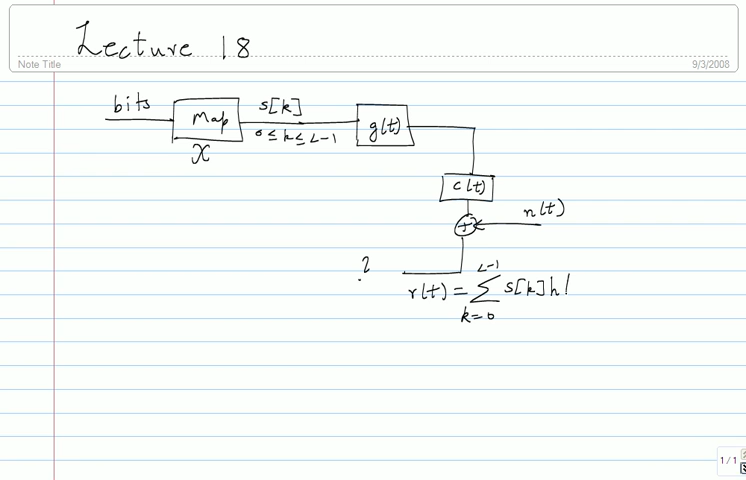 Lecture 18
Note Title
9/3/2008
bits
Map
s[k]
0 ≤ k ≤ L-1
g(t)
X
c(t)
+
n(t)
?
r(t) = Σ s[k] h(
L-1
k=0
1/1